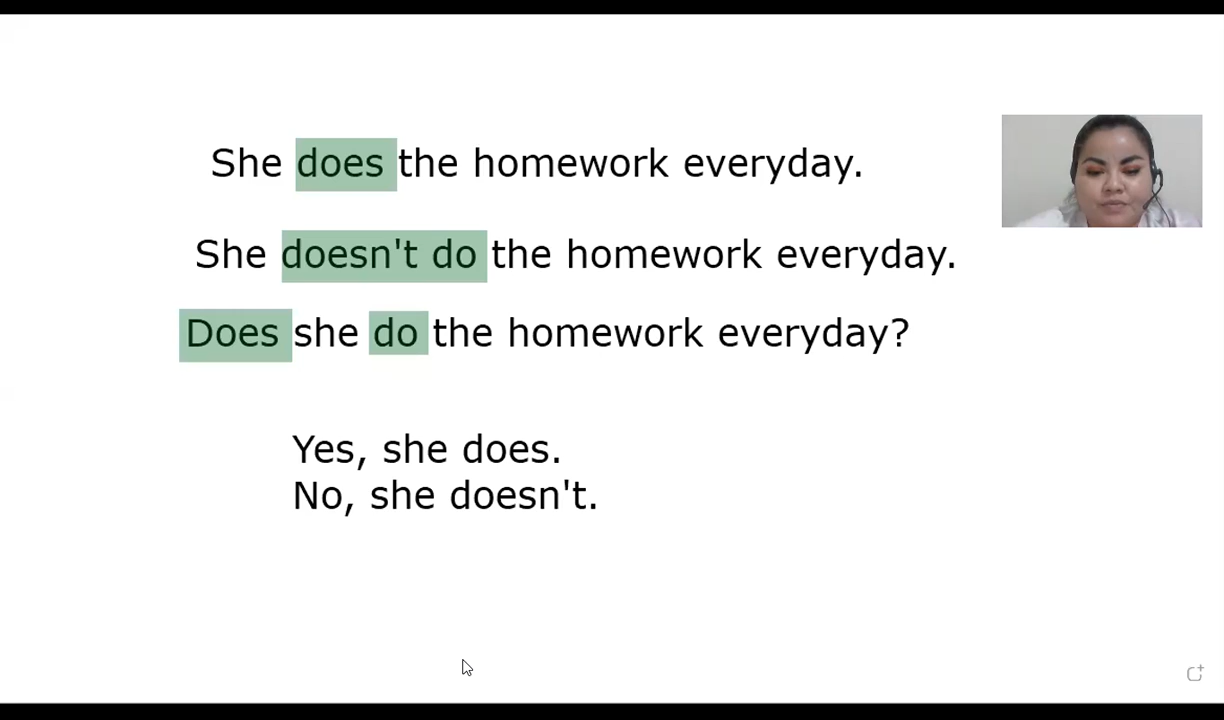 She does the homework everyday.
She doesn't do the homework everyday.
Does she do the homework everyday?
Yes, she does.
No, she doesn't.